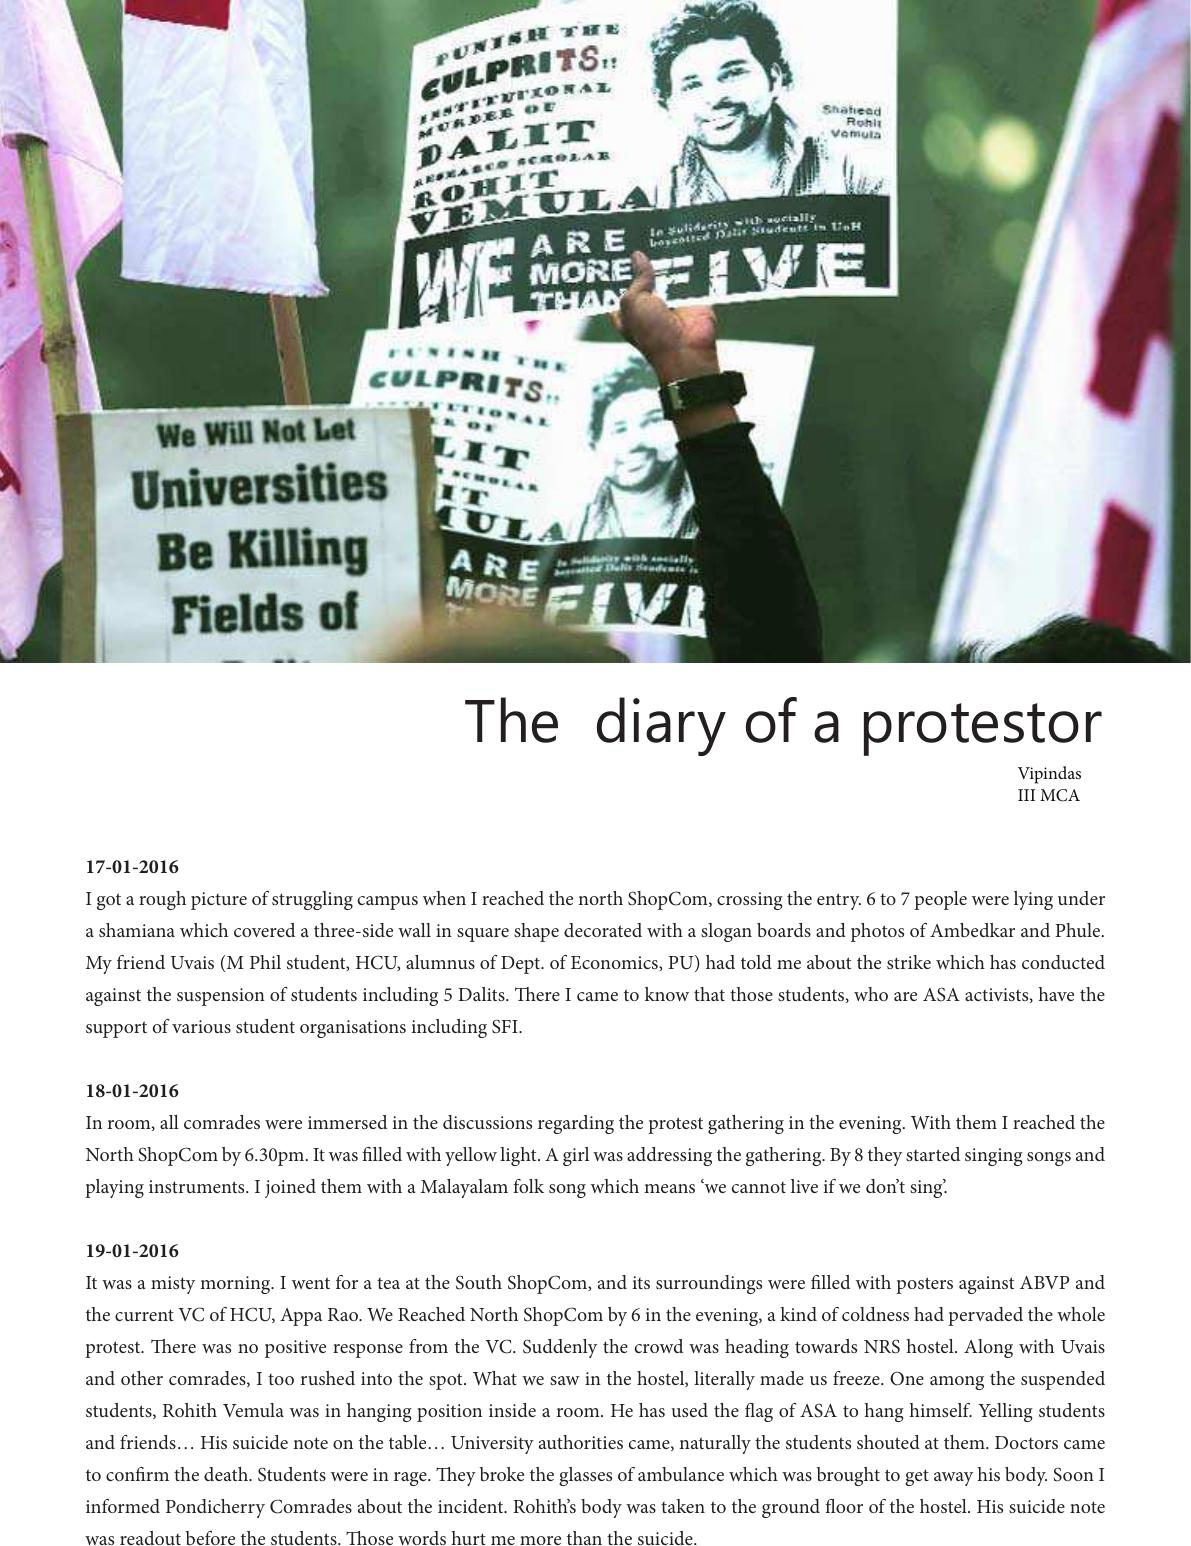 PUNISH THE
CULPRITS!!
INSTITUTIONAL
MURDER OF
DALIT
RESEARCH SCHOLAR
ROHIT
VEMULA
Shaheed
Rohit
Vemula
In Solidarity with socially
boycotted Dalit Students in UoH
WE ARE
MORE
THAN
FIVE
PUNISH THE
CULPRITS!!
TUTIONAL
OF
LIT
SCHOLAR
IT
MULA
In Solidarity with socially
boycotted Dalit Students in
ARE
MORE
FIVE
We Will Not Let
Universities
Be Killing
Fields of
The diary of a protestor
Vipindas
III MCA
17-01-2016
I got a rough picture of struggling campus when I reached the north ShopCom, crossing the entry. 6 to 7 people were lying under
a shamiana which covered a three-side wall in square shape decorated with a slogan boards and photos of Ambedkar and Phule.
My friend Uvais (M Phil student, HCU, alumnus of Dept. of Economics, PU) had told me about the strike which has conducted
against the suspension of students including 5 Dalits. There I came to know that those students, who are ASA activists, have the
support of various student organisations including SFI.
18-01-2016
In room, all comrades were immersed in the discussions regarding the protest gathering in the evening. With them I reached the
North ShopCom by 6.30pm. It was filled with yellow light. A girl was addressing the gathering. By 8 they started singing songs and
playing instruments. I joined them with a Malayalam folk song which means ‘we cannot live if we don’t sing’.
19-01-2016
It was a misty morning. I went for a tea at the South ShopCom, and its surroundings were filled with posters against ABVP and
the current VC of HCU, Appa Rao. We Reached North ShopCom by 6 in the evening, a kind of coldness had pervaded the whole
protest. There was no positive response from the VC. Suddenly the crowd was heading towards NRS hostel. Along with Uvais
and other comrades, I too rushed into the spot. What we saw in the hostel, literally made us freeze. One among the suspended
students, Rohith Vemula was in hanging position inside a room. He has used the flag of ASA to hang himself. Yelling students
and friends… His suicide note on the table… University authorities came, naturally the students shouted at them. Doctors came
to confirm the death. Students were in rage. They broke the glasses of ambulance which was brought to get away his body. Soon I
informed Pondicherry Comrades about the incident. Rohith’s body was taken to the ground floor of the hostel. His suicide note
was readout before the students. Those words hurt me more than the suicide.